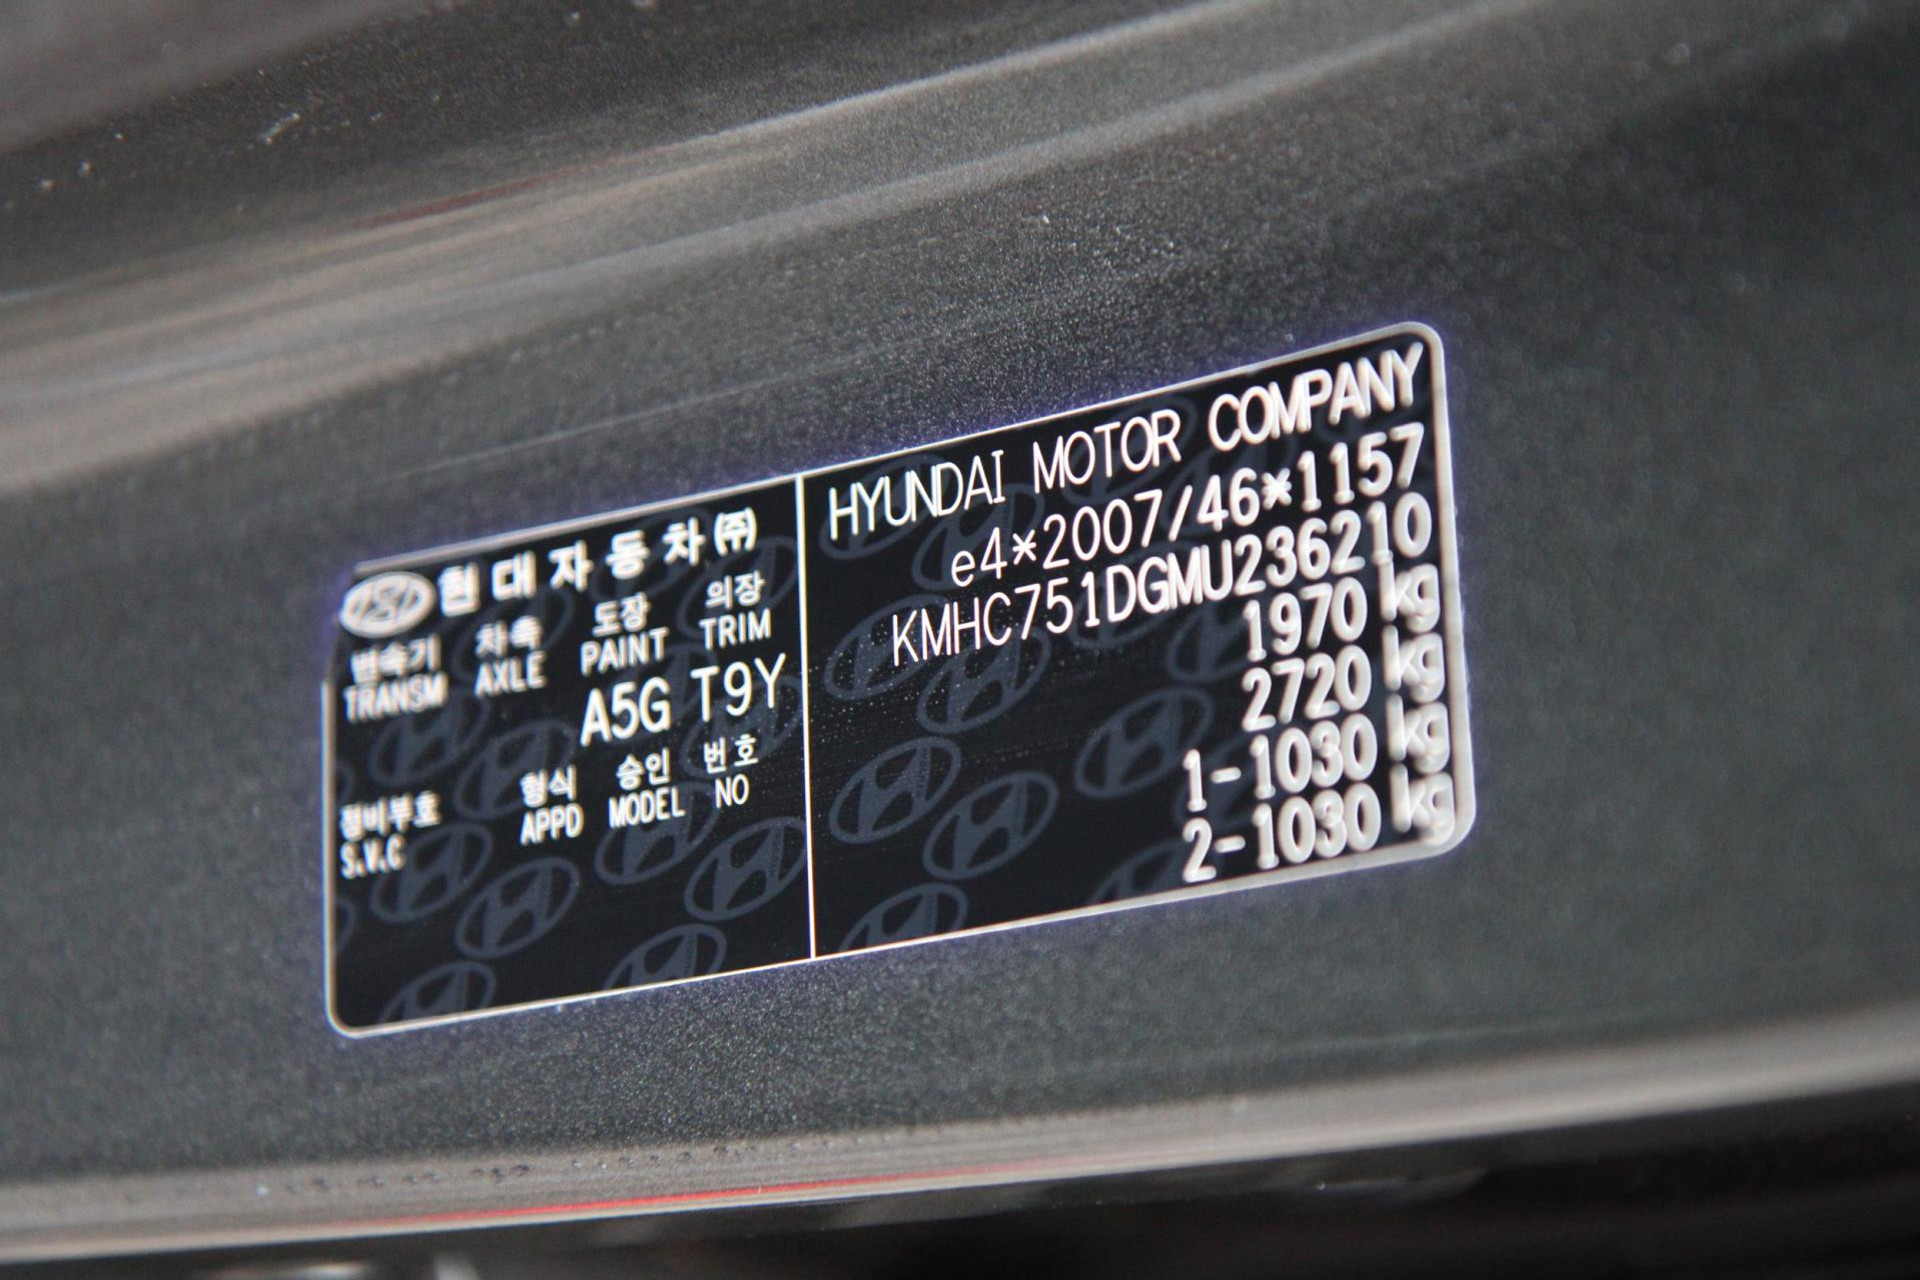 현대자동차㈜
변속기 차축 도장 의장
TRANSM AXLE PAINT TRIM
A5G T9Y
정비부호 형식 승인 번호
S.V.C APPD MODEL NO
HYUNDAI MOTOR COMPANY
e4*2007/46*1157
KMHC751DGMU236210
1970 kg
2720 kg
1-1030 kg
2-1030 kg